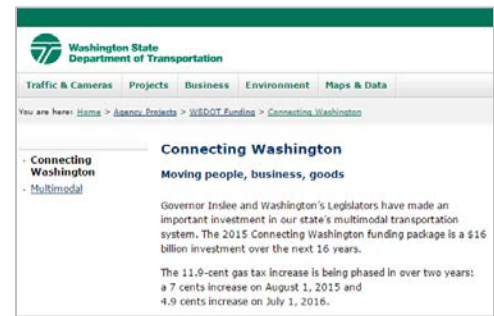 Washington State
Department of Transportation
Traffic & Cameras Projects Business Environment Maps & Data
You are here: Home > Agency Projects > WSDOT Funding > Connecting Washington
Connecting Washington
Moving people, business, goods
· Connecting
Washington
· Multimodal
Governor Inslee and Washington's Legislators have made an
important investment in our state's multimodal transportation
system. The 2015 Connecting Washington funding package is a $16
billion investment over the next 16 years.
The 11.9-cent gas tax increase is being phased in over two years:
a 7 cents increase on August 1, 2015 and
4.9 cents increase on July 1, 2016.